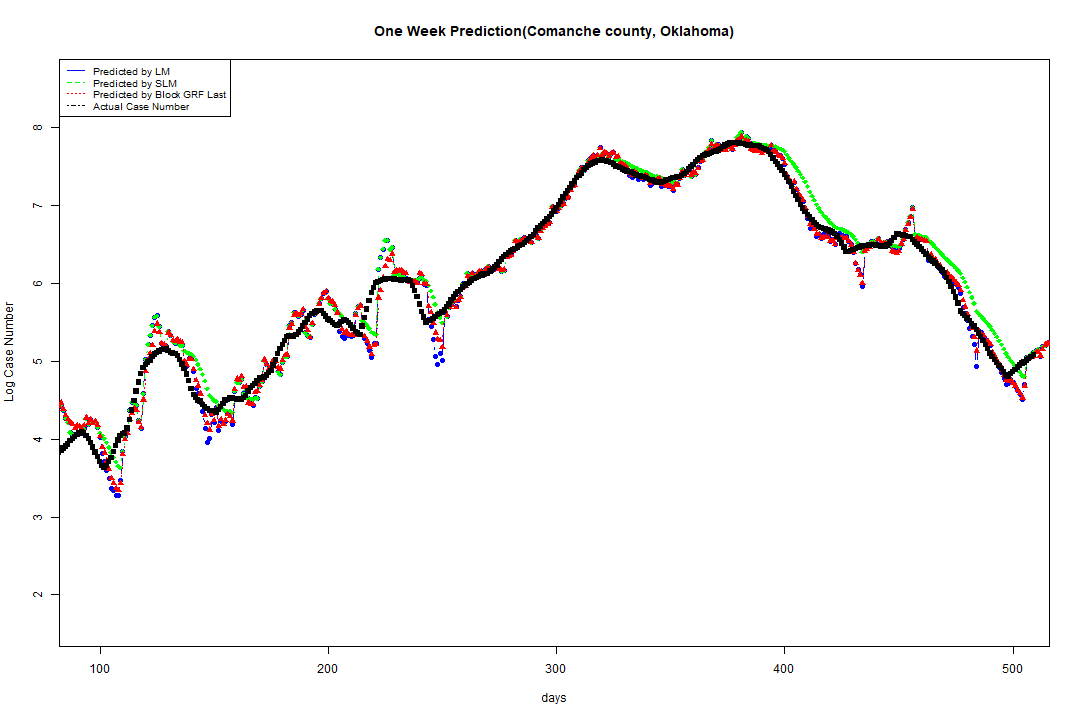 One Week Prediction(Comanche county, Oklahoma)
Predicted by LM
Predicted by SLM
Predicted by Block GRF Last
Actual Case Number
8
7
6
5
4
3
2
Log Case Number
100 200 300 400 500
days